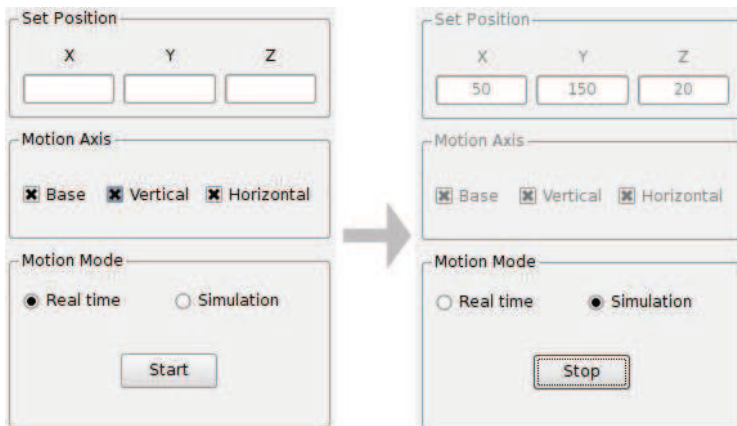 Set Position
X Y Z
Motion Axis
Base Vertical Horizontal
Motion Mode
Real time Simulation
Start
Set Position
X Y Z
50 150 20
Motion Axis
Base Vertical Horizontal
Motion Mode
Real time Simulation
Stop